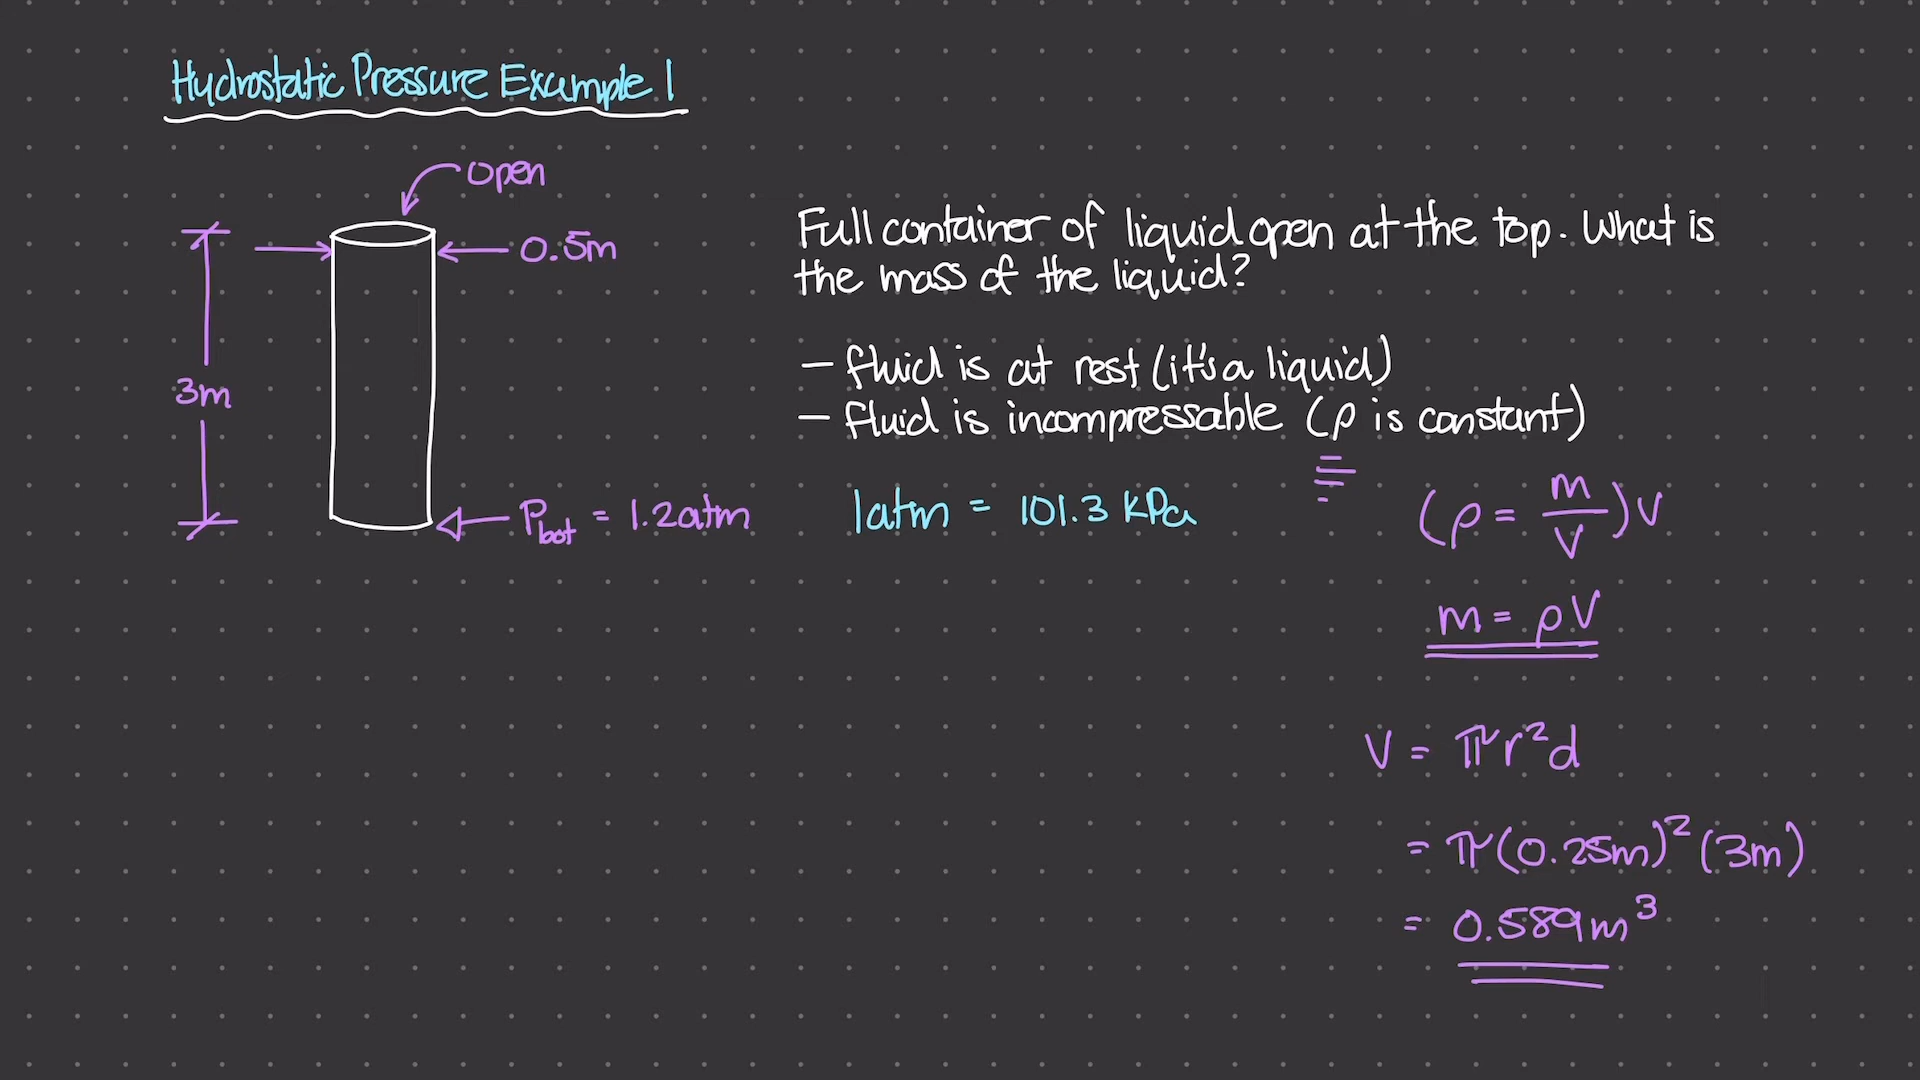 Hydrostatic Pressure Example 1
open
0.5m
3m
P_bot = 1.2atm
Full container of liquid open at the top. What is
the mass of the liquid?
— fluid is at rest (it's a liquid)
— fluid is incompressable (ρ is constant)
1atm = 101.3 kPa
(ρ = m/V)V
m = ρV
V = πr²d
= π(0.25m)²(3m)
= 0.589m³